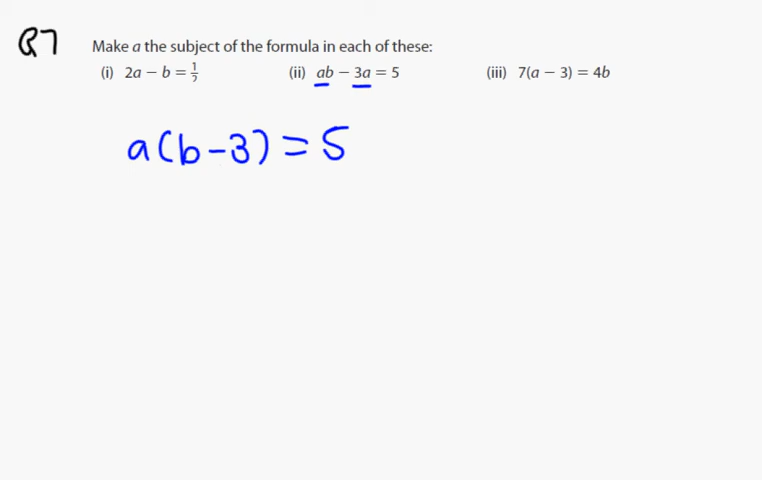 Q7 Make a the subject of the formula in each of these:
(i) 2a − b = 1/2 (ii) ab − 3a = 5 (iii) 7(a − 3) = 4b
a(b−3) = 5